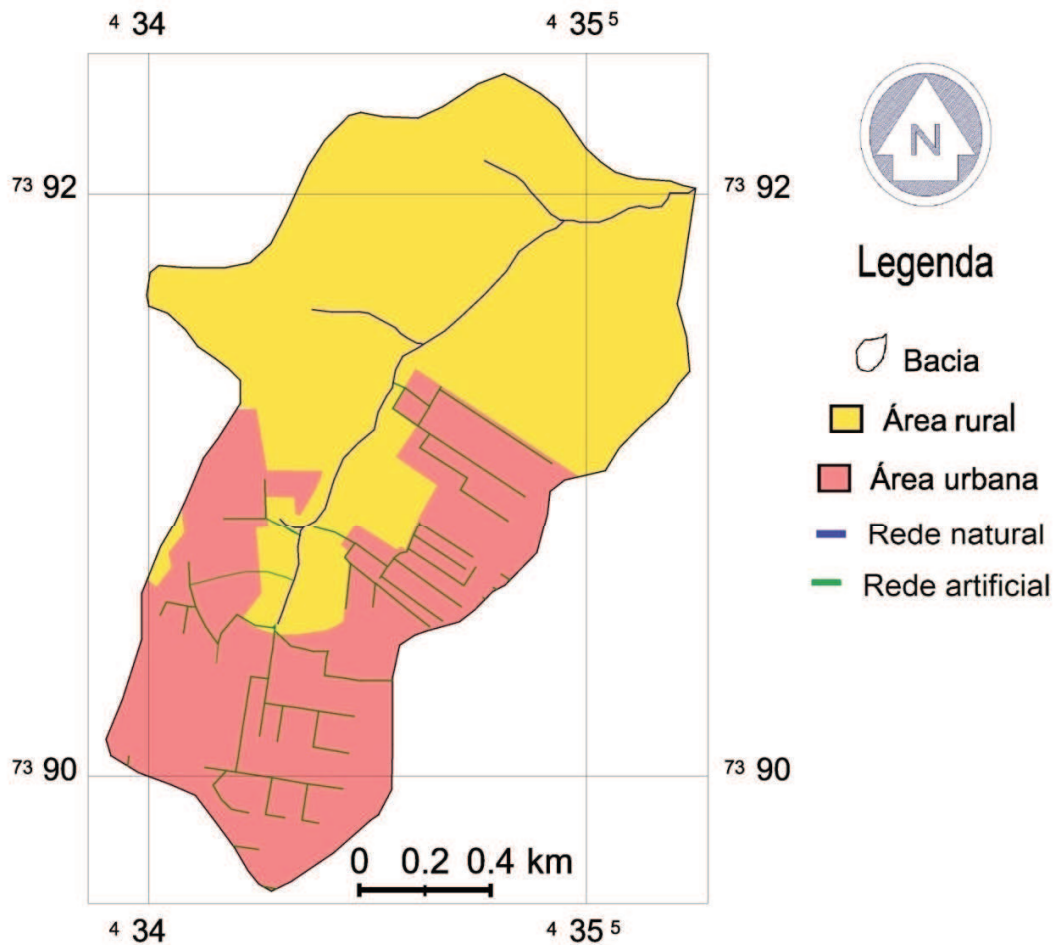 4 34
4 35 5
73 92
73 92
N
Legenda
Bacia
Área rural
Área urbana
Rede natural
Rede artificial
73 90
73 90
0 0.2 0.4 km
4 34
4 35 5